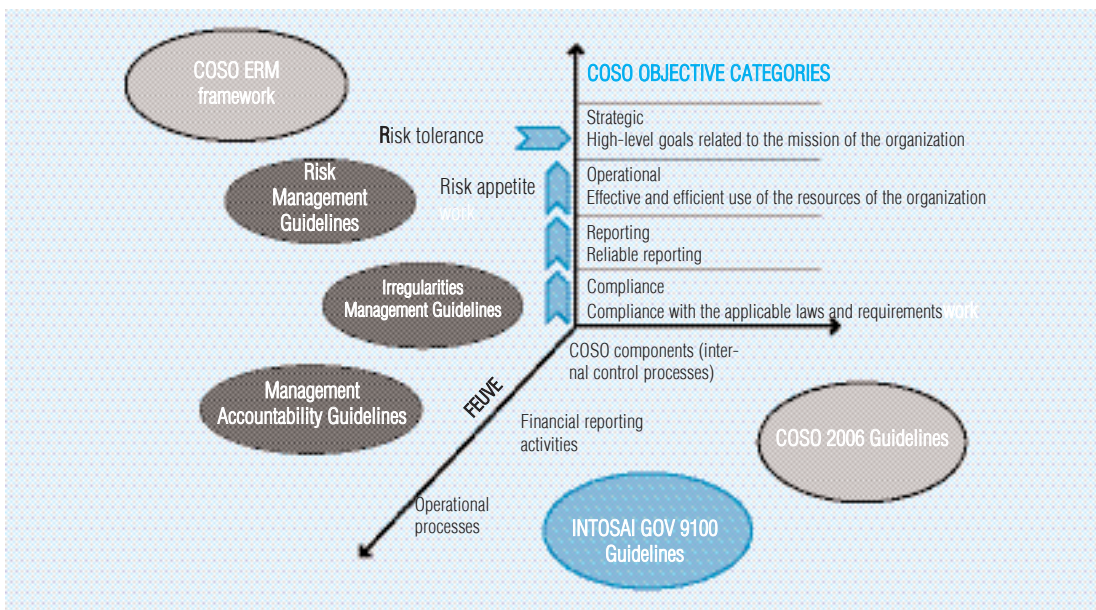 COSO ERM
framework
COSO OBJECTIVE CATEGORIES
Strategic
High-level goals related to the mission of the organization
Risk tolerance
Operational
Effective and efficient use of the resources of the organization
Risk appetite
work
Risk
Management
Guidelines
Reporting
Reliable reporting
Irregularities
Management Guidelines
Compliance
Compliance with the applicable laws and requirementswork
COSO components (inter-
nal control processes)
Management
Accountability Guidelines
FEUVE
Financial reporting
activities
COSO 2006 Guidelines
Operational
processes
INTOSAI GOV 9100
Guidelines